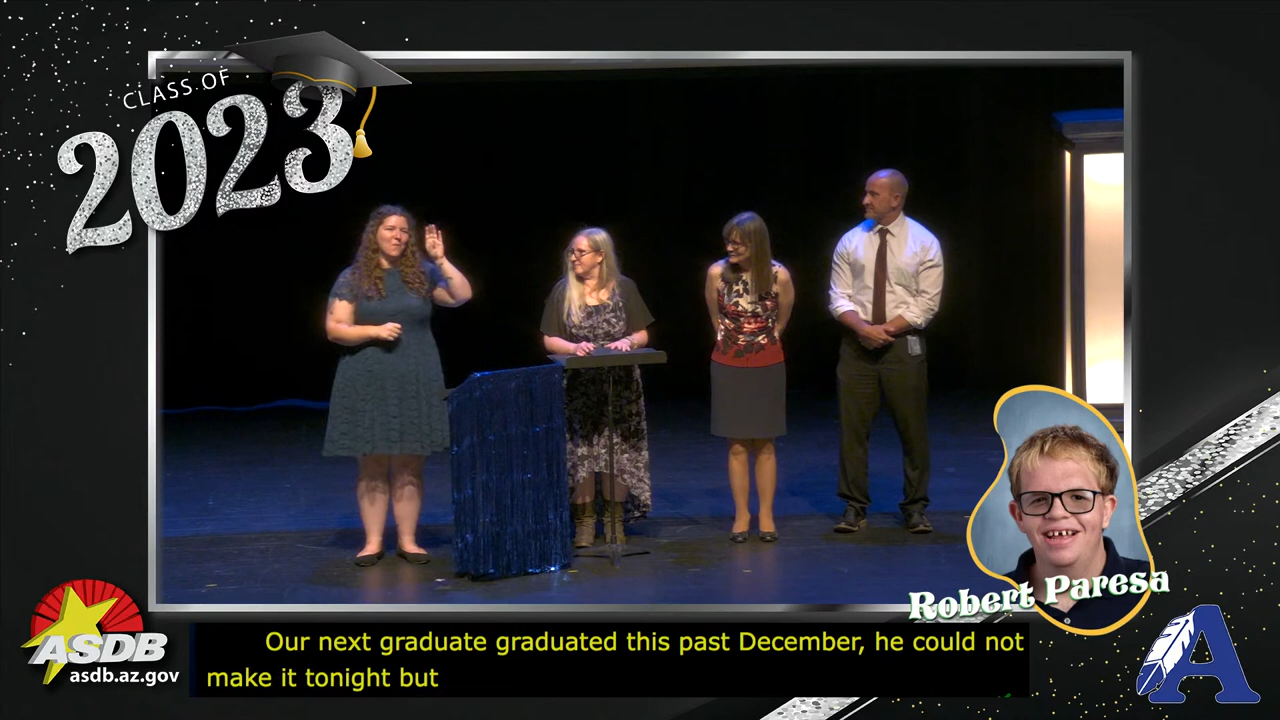 CLASS OF
2023
Robert Paresa
ASDB
asdb.az.gov
Our next graduate graduated this past December, he could not
make it tonight but
A